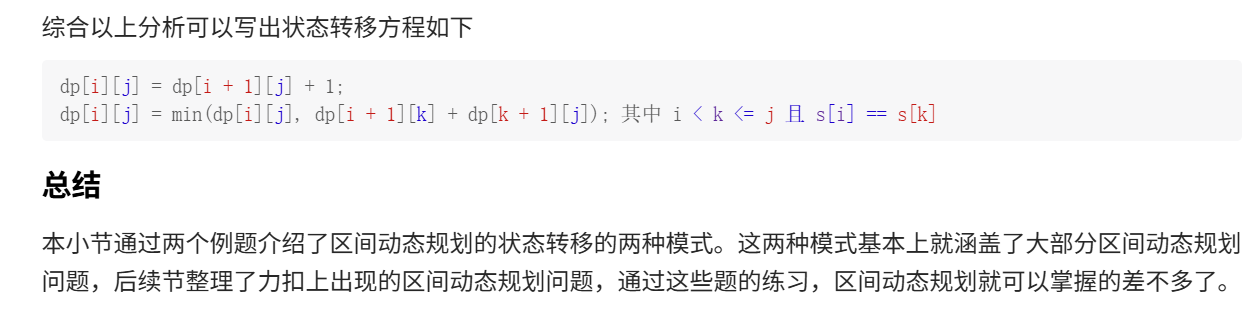 综合以上分析可以写出状态转移方程如下
dp[i][j] = dp[i + 1][j] + 1;
dp[i][j] = min(dp[i][j], dp[i + 1][k] + dp[k + 1][j]); 其中 i < k <= j 且 s[i] == s[k]
总结
本小节通过两个例题介绍了区间动态规划的状态转移的两种模式。这两种模式基本上就涵盖了大部分区间动态规划
问题，后续节整理了力扣上出现的区间动态规划问题，通过这些题的练习，区间动态规划就可以掌握的差不多了。